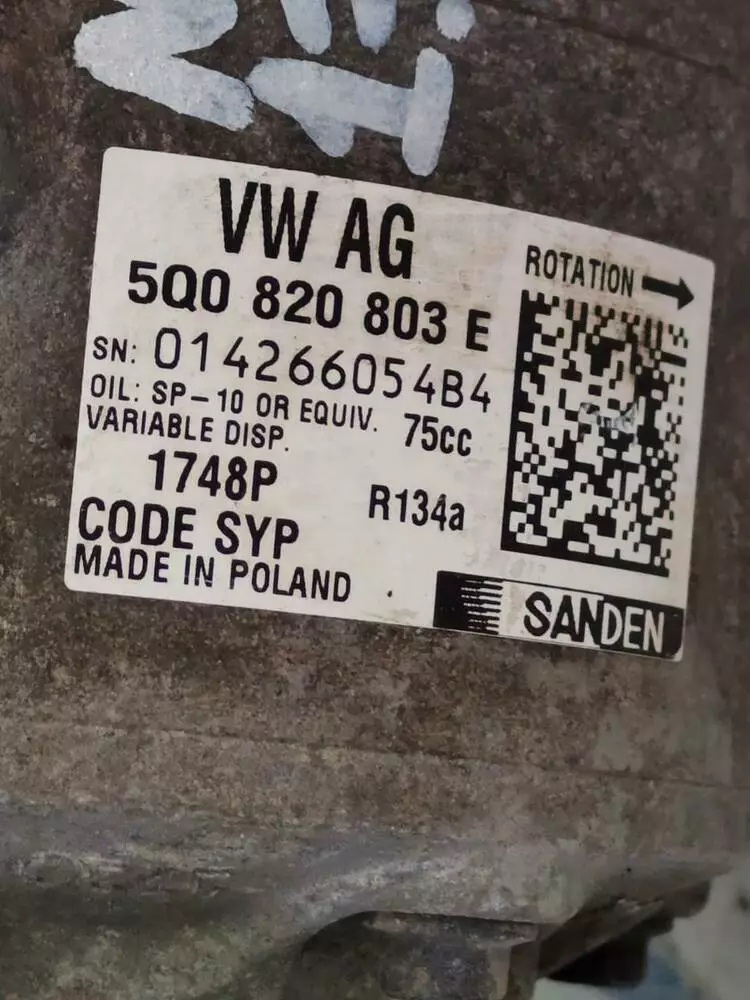 VW AG
5Q0 820 803 E
ROTATION
SN: 014266054B4
OIL: SP-10 OR EQUIV. 75cc
VARIABLE DISP.
1748P R134a
CODE SYP
MADE IN POLAND
SANDEN